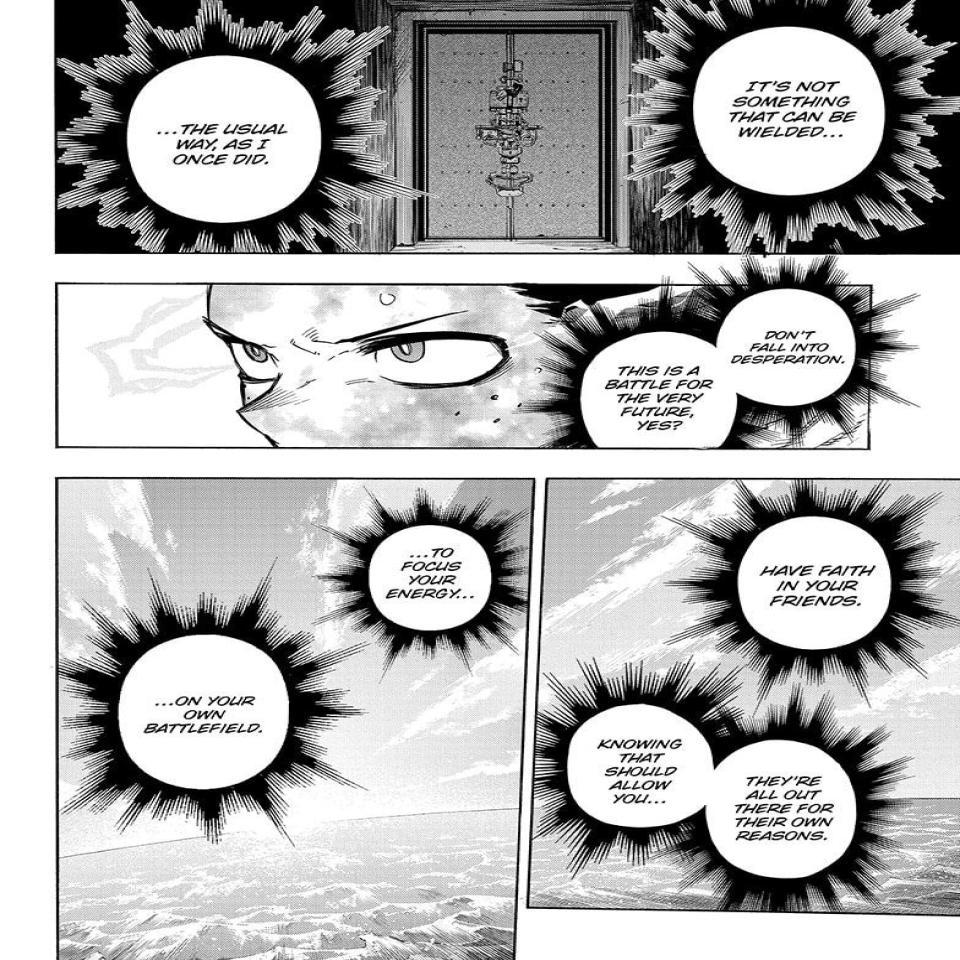 IT'S NOT
SOMETHING
THAT CAN BE
WIELDED...
...THE USUAL
WAY, AS I
ONCE DID.
DON'T
FALL INTO
DESPERATION.
THIS IS A
BATTLE FOR
THE VERY
FUTURE,
YES?
HAVE FAITH
IN YOUR
FRIENDS.
THEY'RE
ALL OUT
THERE FOR
THEIR OWN
REASONS.
KNOWING
THAT
SHOULD
ALLOW
YOU...
...TO
FOCUS
YOUR
ENERGY...
...ON YOUR
OWN
BATTLEFIELD.